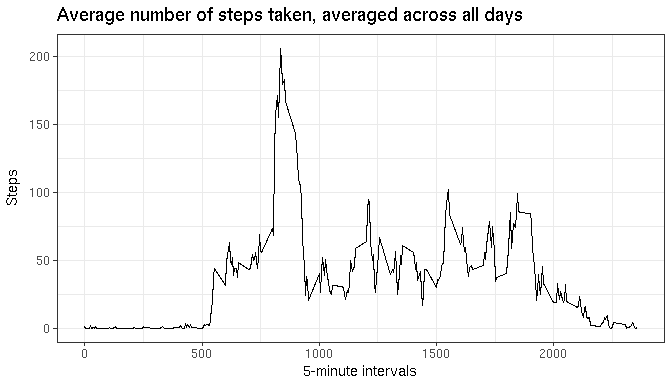 Average number of steps taken, averaged across all days
Steps
200
150
100
50
0
0 500 1000 1500 2000
5-minute intervals